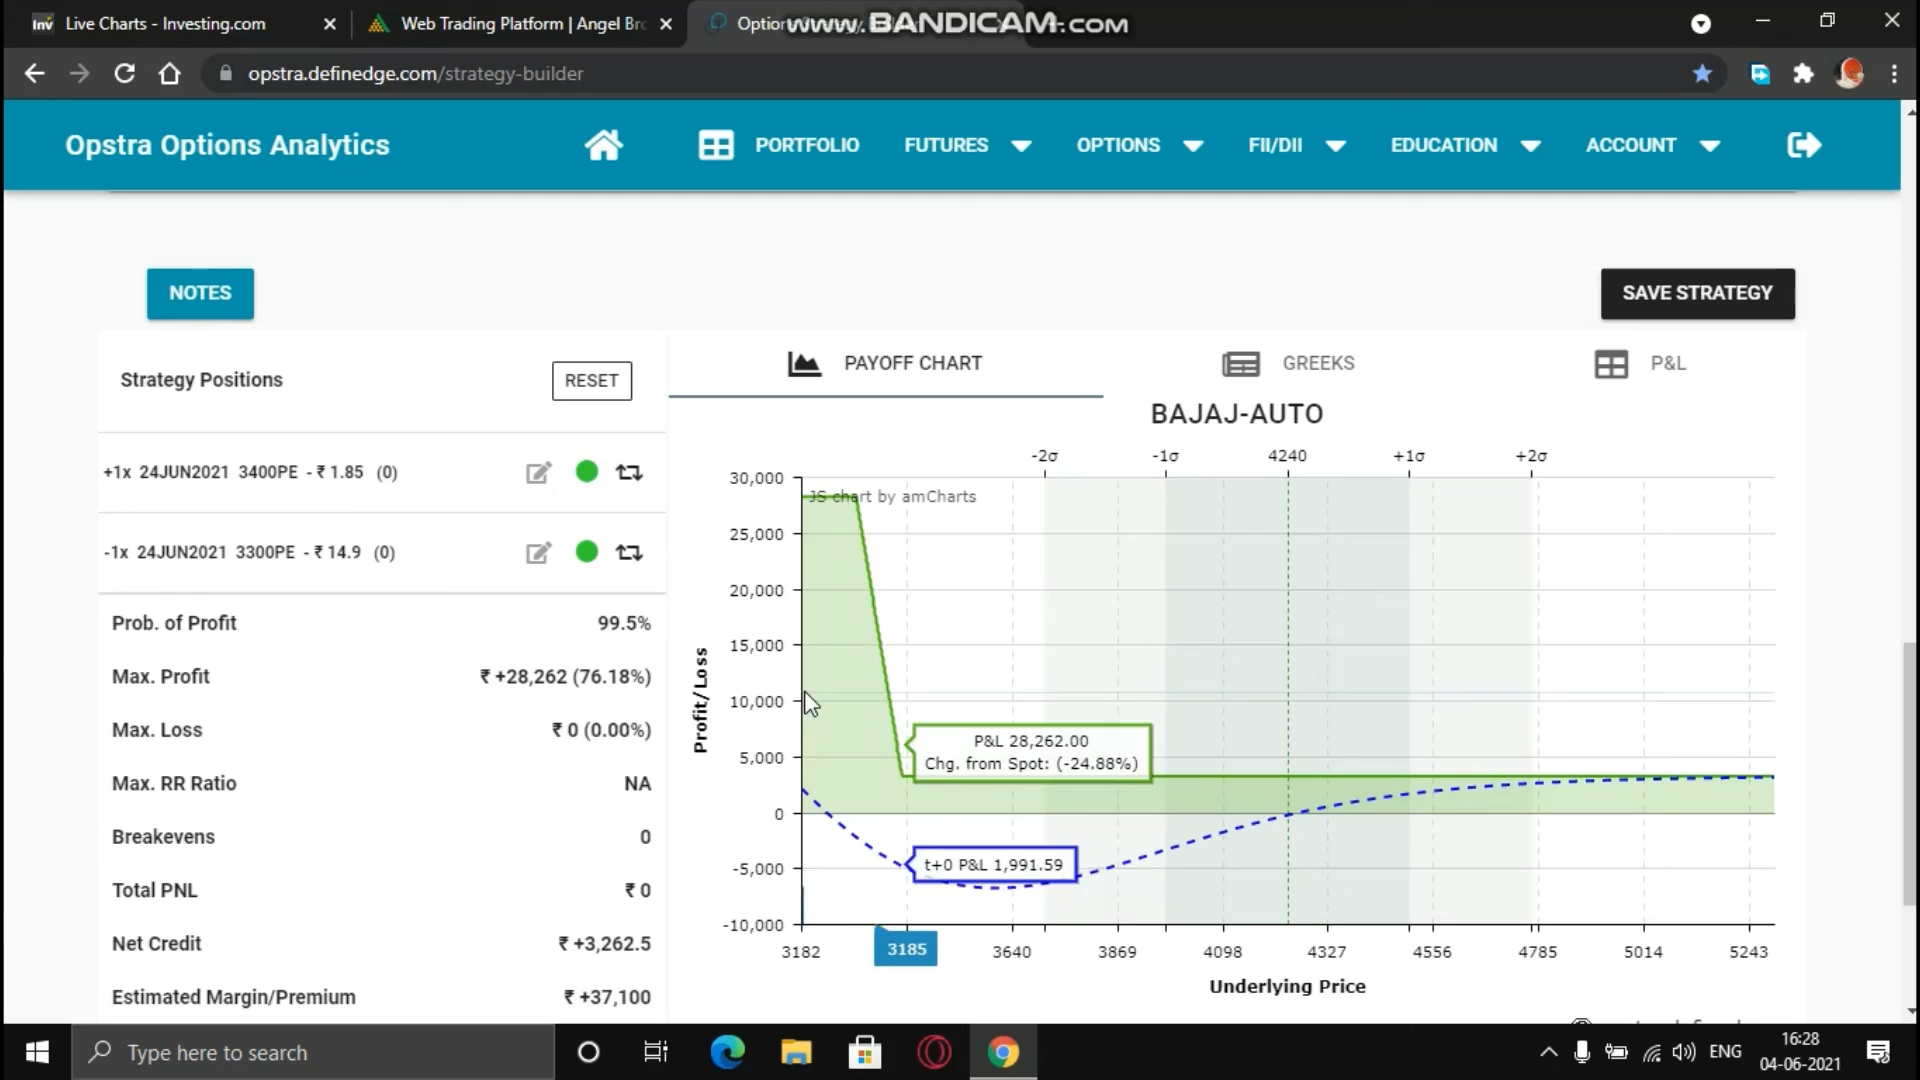 Live Charts - Investing.com
Web Trading Platform | Angel Bro
Option
www.BANDICAM.com
opstra.definedge.com/strategy-builder
Opstra Options Analytics
PORTFOLIO
FUTURES
OPTIONS
FII/DII
EDUCATION
ACCOUNT
NOTES
SAVE STRATEGY
Strategy Positions
RESET
PAYOFF CHART
GREEKS
P&L
+1x 24JUN2021 3400PE - ₹ 1.85 (0)
-1x 24JUN2021 3300PE - ₹ 14.9 (0)
Prob. of Profit 99.5%
Max. Profit ₹ +28,262 (76.18%)
Max. Loss ₹ 0 (0.00%)
Max. RR Ratio NA
Breakevens 0
Total PNL ₹ 0
Net Credit ₹ +3,262.5
Estimated Margin/Premium ₹ +37,100
BAJAJ-AUTO
-2σ -1σ 4240 +1σ +2σ
JS chart by amCharts
30,000
25,000
20,000
15,000
10,000
5,000
0
-5,000
-10,000
Profit/Loss
P&L 28,262.00
Chg. from Spot: (-24.88%)
t+0 P&L 1,991.59
3182 3185 3640 3869 4098 4327 4556 4785 5014 5243
Underlying Price
Type here to search
ENG
16:28
04-06-2021